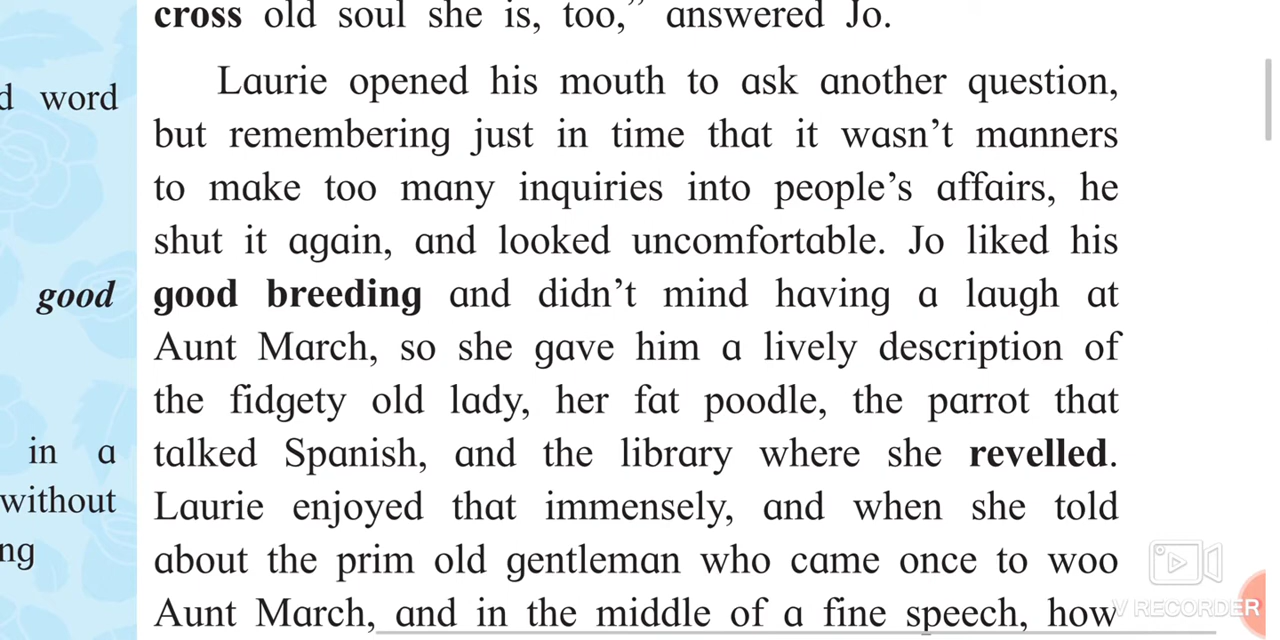 cross old soul she is, too,” answered Jo.
Laurie opened his mouth to ask another question,
d word
but remembering just in time that it wasn’t manners
to make too many inquiries into people’s affairs, he
shut it again, and looked uncomfortable. Jo liked his
good
good breeding and didn’t mind having a laugh at
Aunt March, so she gave him a lively description of
the fidgety old lady, her fat poodle, the parrot that
in a
talked Spanish, and the library where she revelled.
without
Laurie enjoyed that immensely, and when she told
ng
about the prim old gentleman who came once to woo
Aunt March, and in the middle of a fine speech, how
V RECORDER